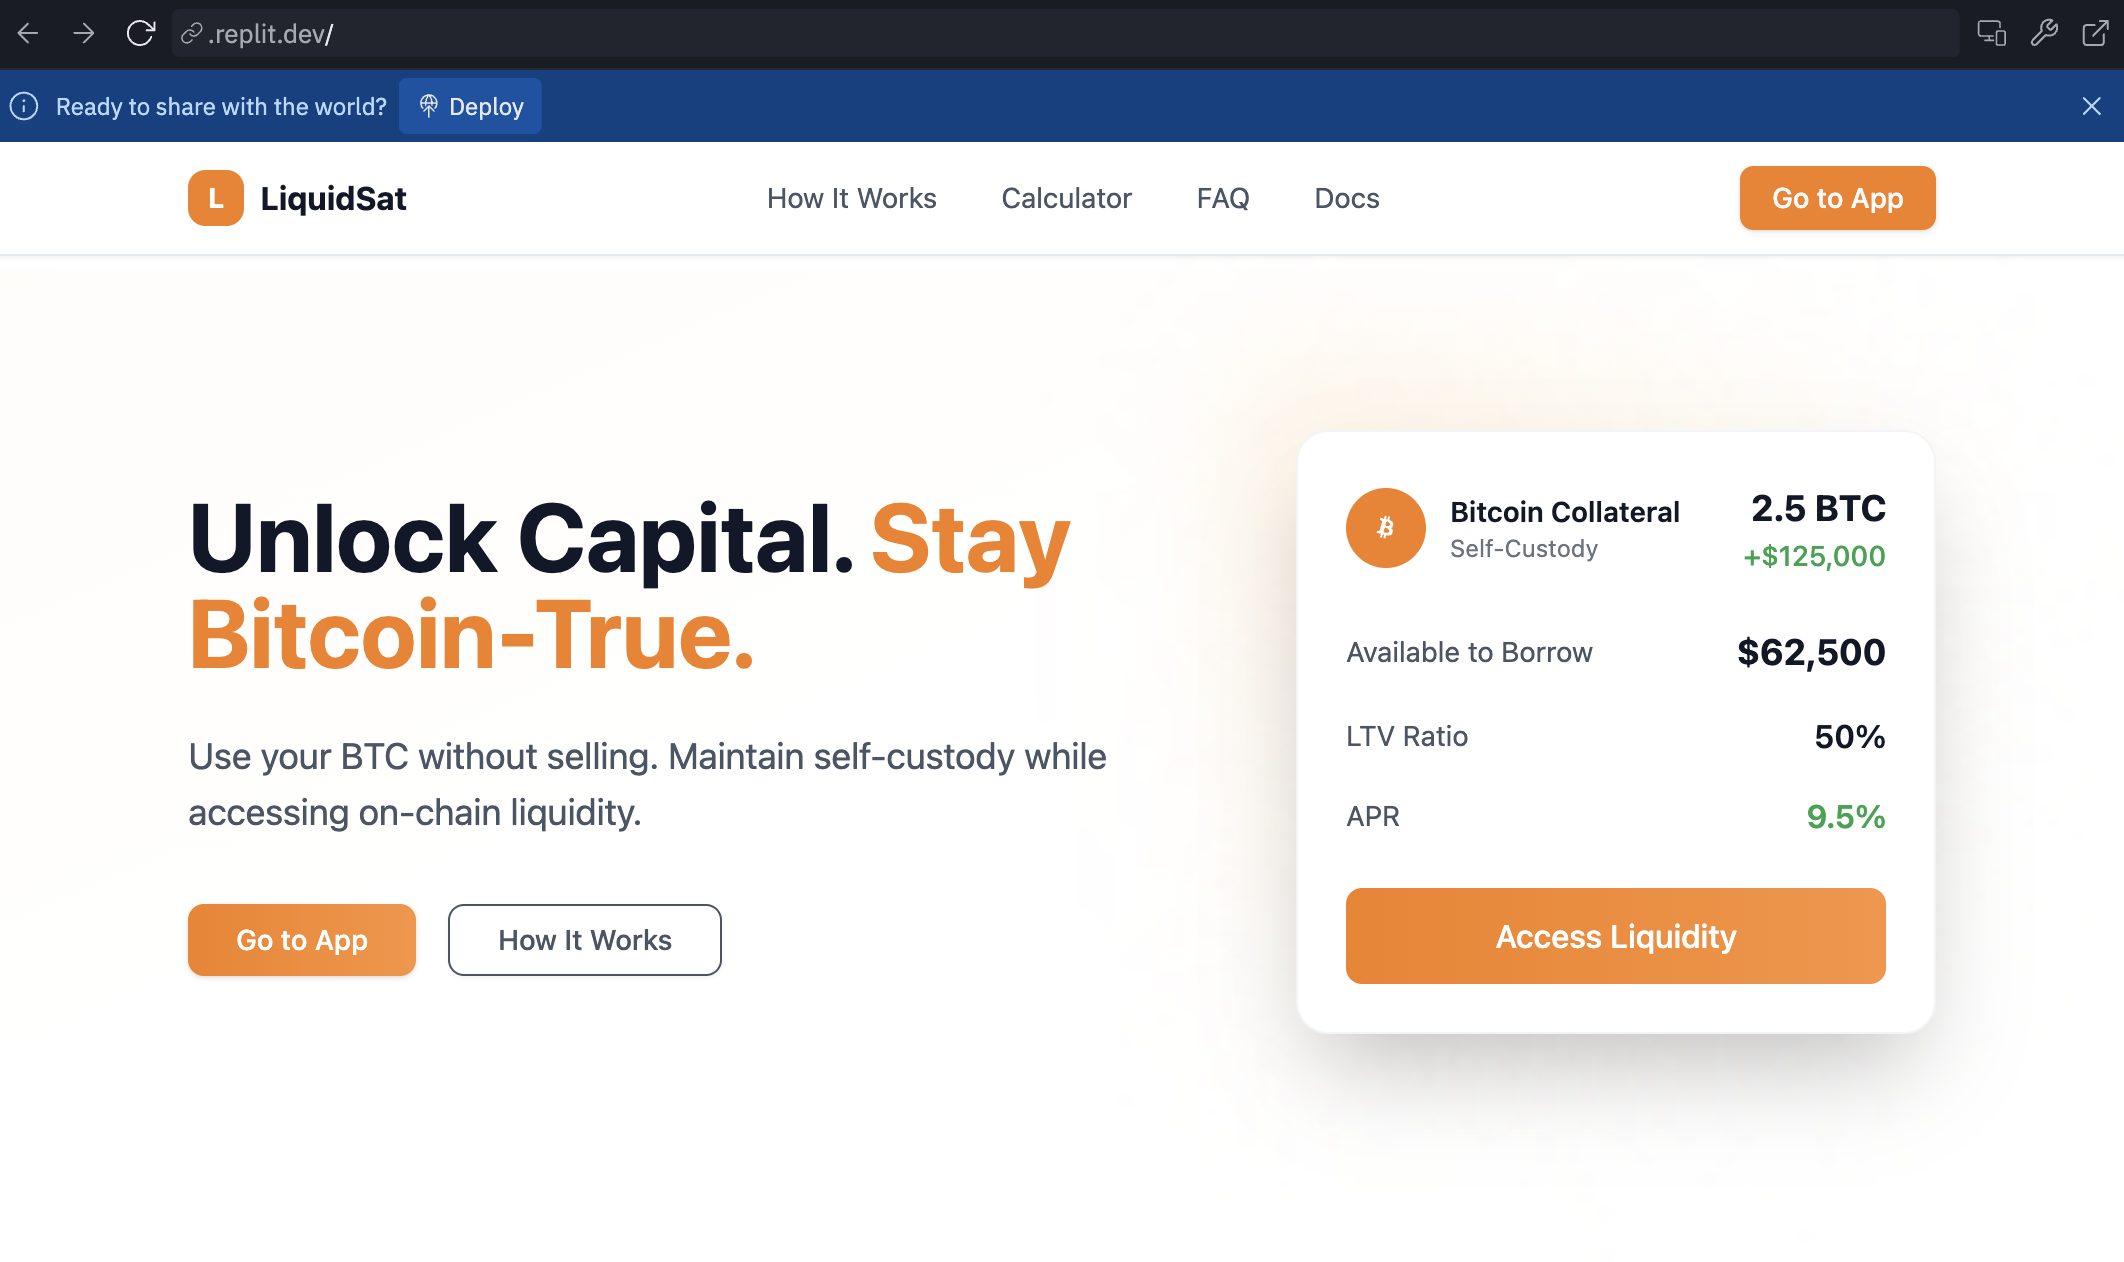 .replit.dev/
Ready to share with the world? Deploy
L LiquidSat
How It Works
Calculator
FAQ
Docs
Go to App
Unlock Capital. Stay
Bitcoin-True.
Use your BTC without selling. Maintain self-custody while
accessing on-chain liquidity.
Go to App
How It Works
Bitcoin Collateral
Self-Custody
2.5 BTC
+$125,000
Available to Borrow $62,500
LTV Ratio 50%
APR 9.5%
Access Liquidity